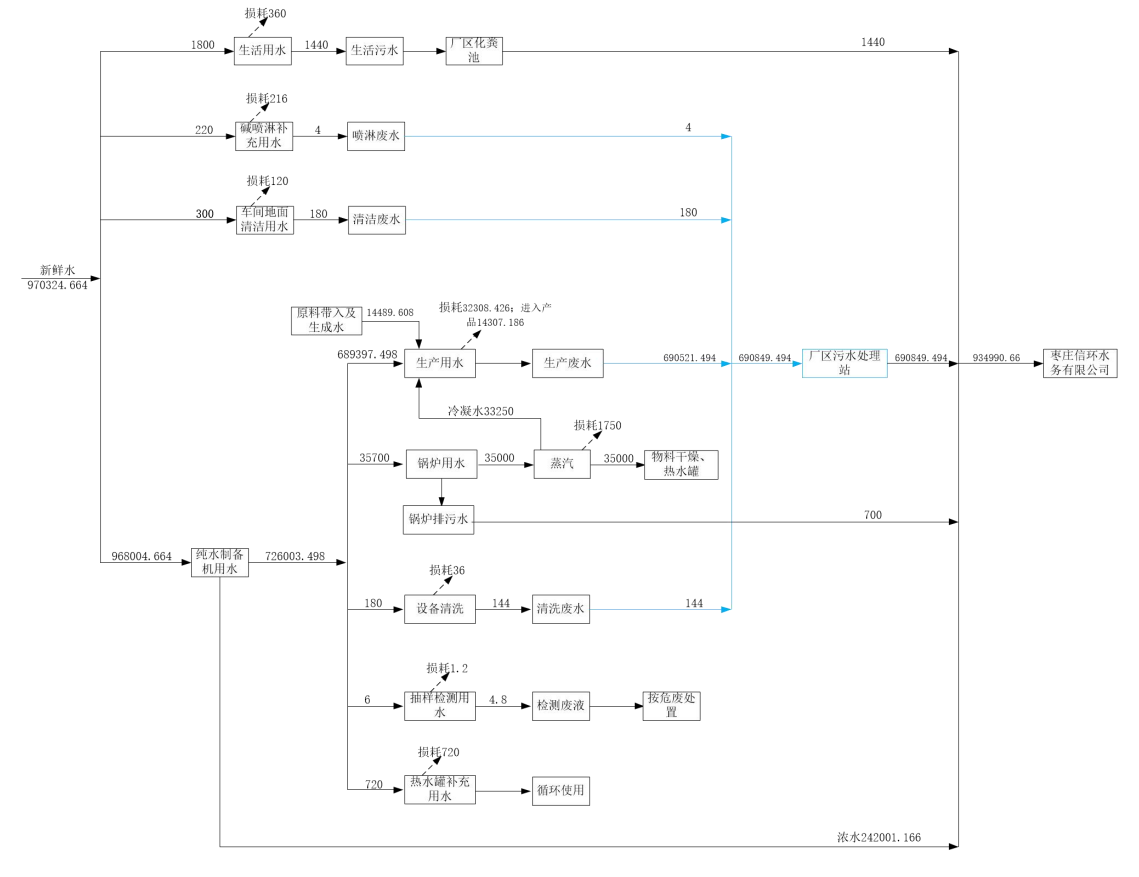 损耗360
1800
生活用水
1440
生活污水
厂区化粪
池
1440
损耗216
220
碱喷淋补
充用水
4
喷淋废水
4
损耗120
300
车间地面
清洁用水
180
清洁废水
180
新鲜水
970324.664
原料带入及
生成水
14489.608
损耗32308.426；进入产
品14307.186
689397.498
生产用水
生产废水
690521.494
690849.494
厂区污水处理
站
690849.494
934990.66
枣庄信环水
务有限公司
冷凝水33250
损耗1750
35700
锅炉用水
35000
蒸汽
35000
物料干燥、
热水罐
锅炉排污水
700
968004.664
纯水制备
机用水
726003.498
损耗36
180
设备清洗
144
清洗废水
144
损耗1.2
6
抽样检测用
水
4.8
检测废液
按危废处
置
损耗720
720
热水罐补充
用水
循环使用
浓水242001.166